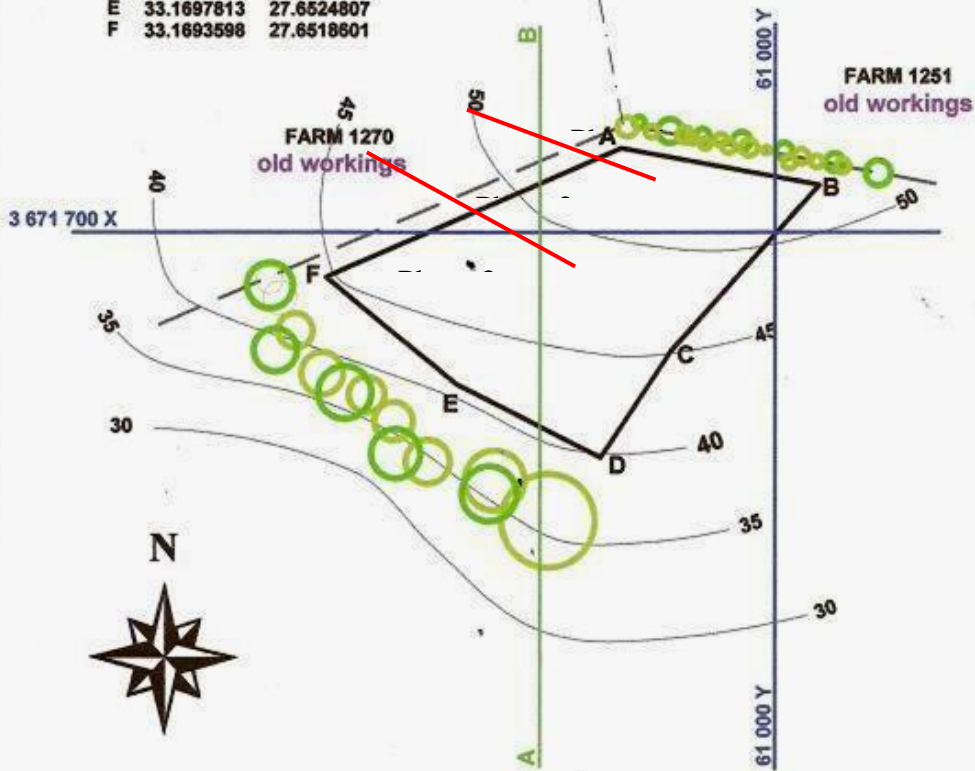 E 33.1697813 27.6524807
F 33.1693598 27.6518601
B
61 000 Y
FARM 1251
old workings
50
45
FARM 1270
old workings
A
B
40
50
3 671 700 X
F
35
45
C
E
30
40
D
35
N
30
A
61 000 Y